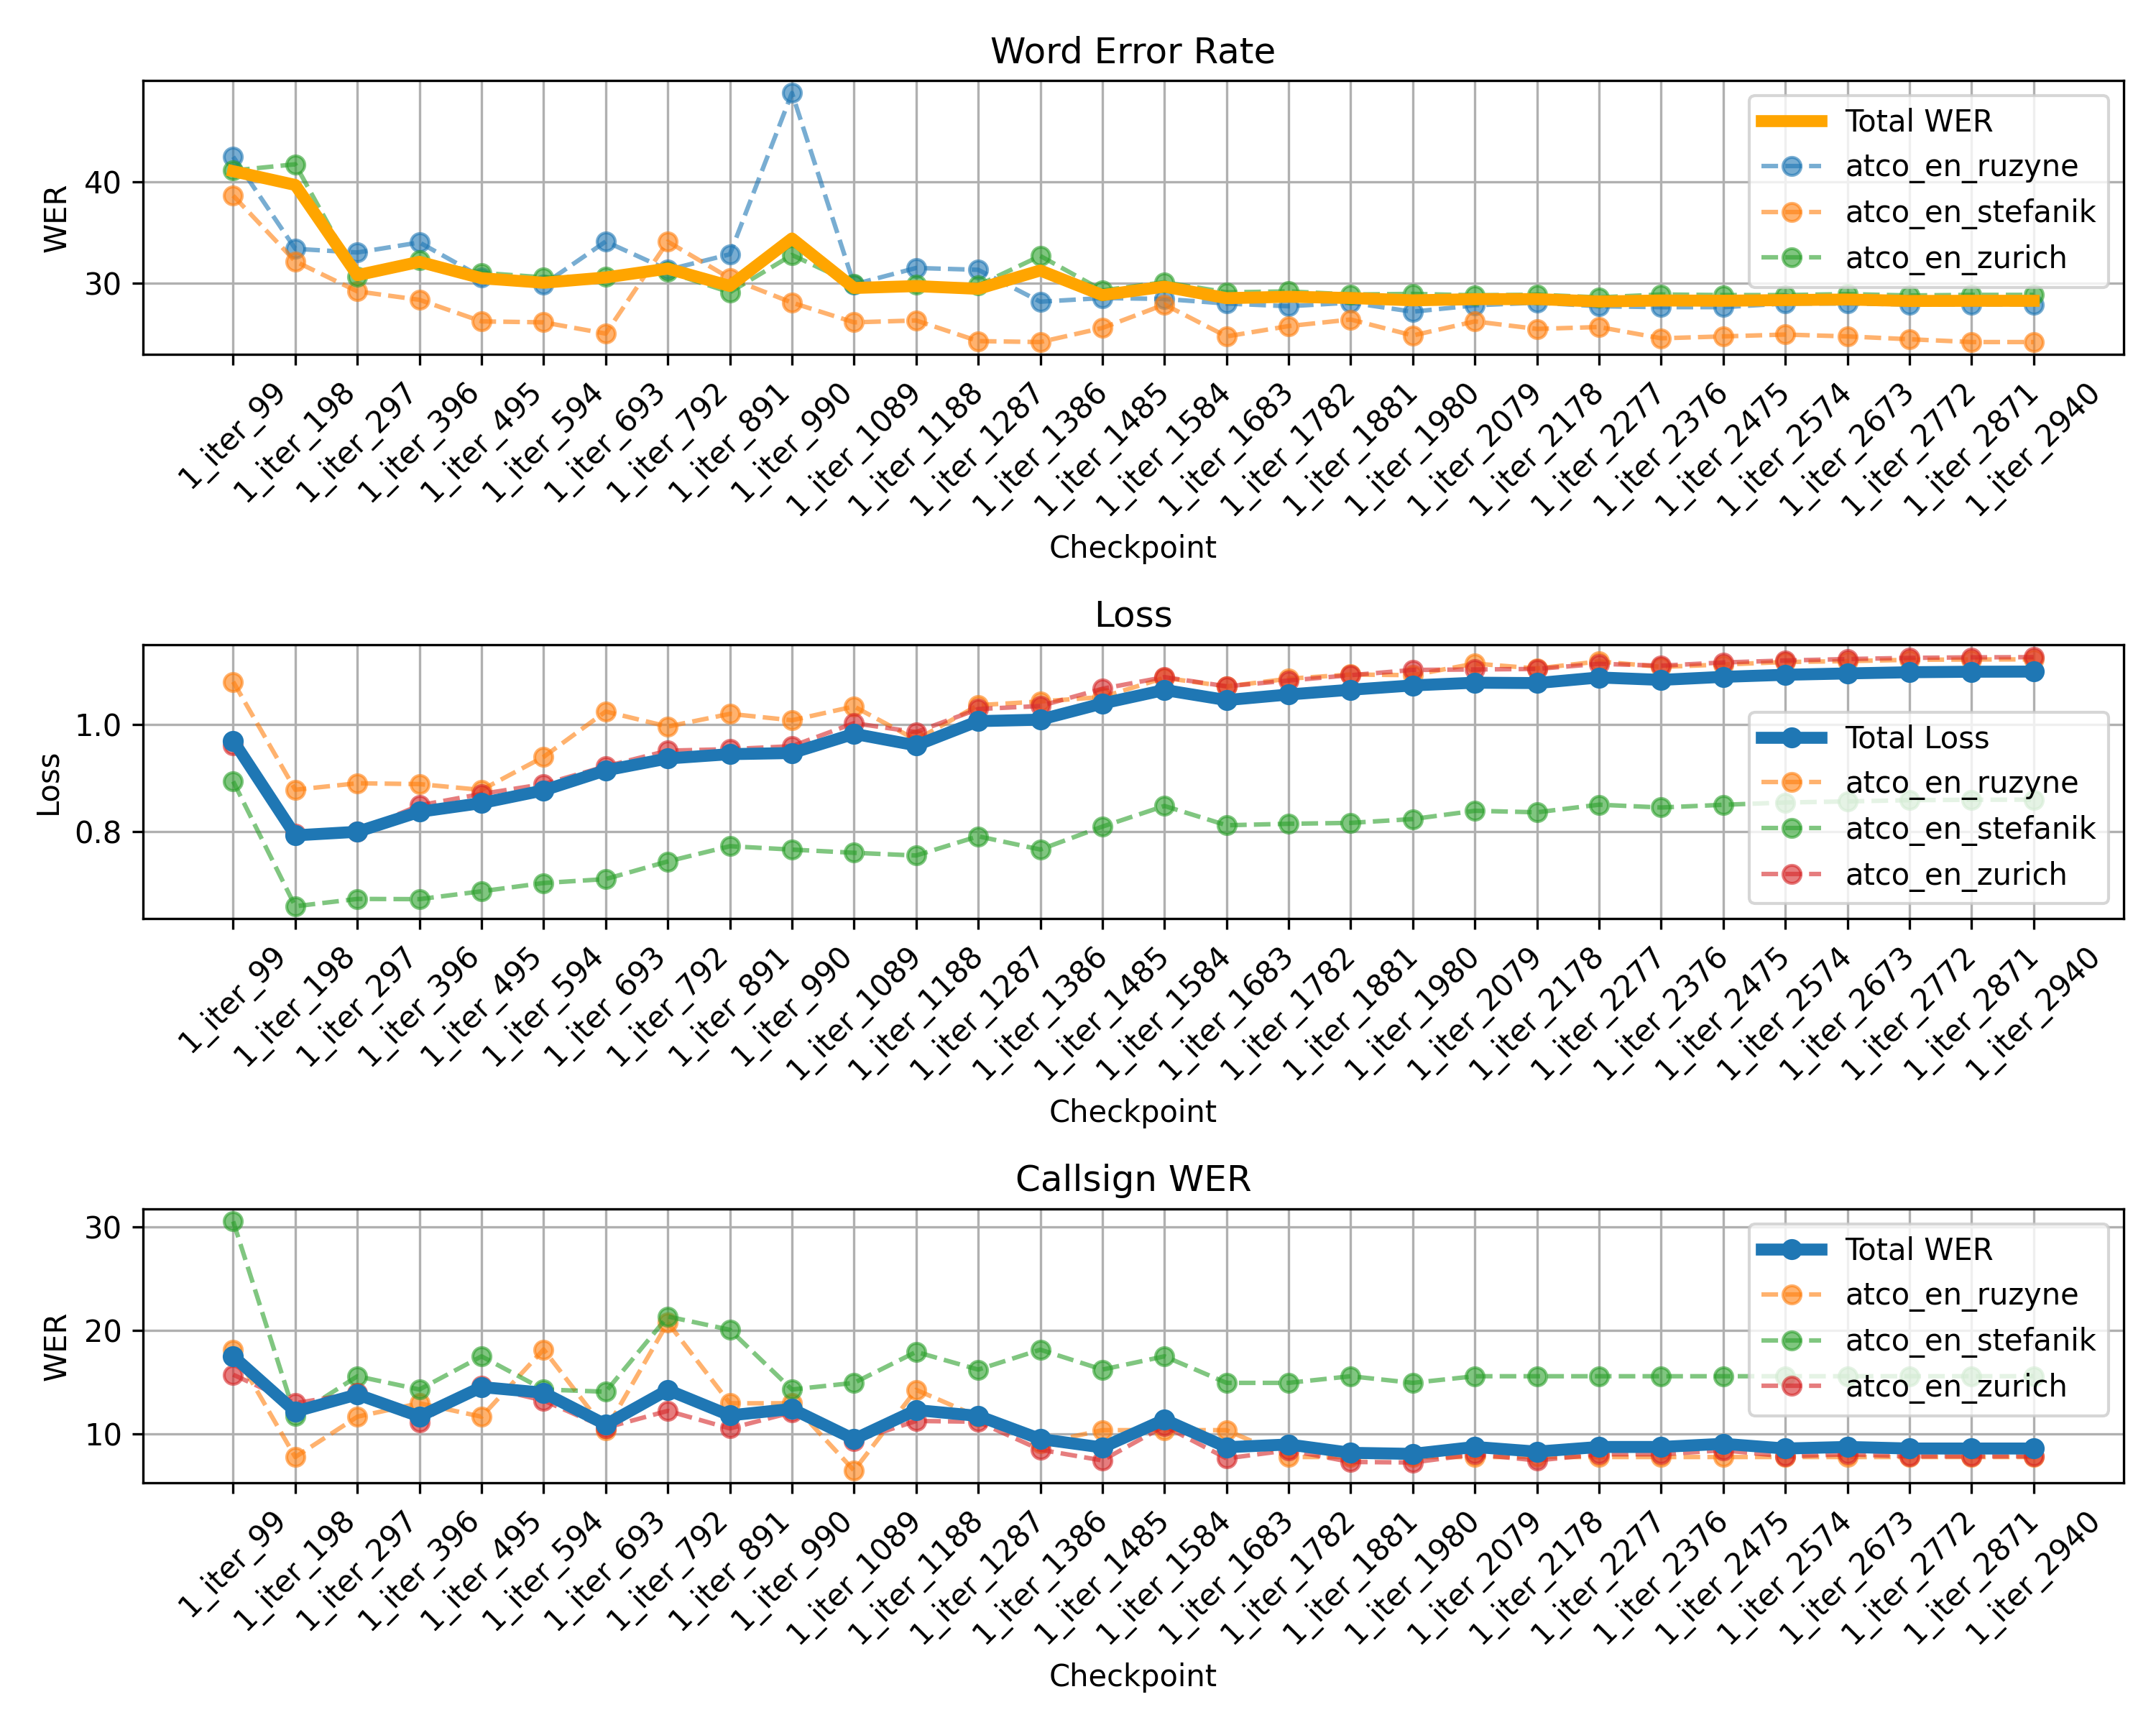 Word Error Rate
WER
40
30
Total WER
atco_en_ruzyne
atco_en_stefanik
atco_en_zurich
1_iter_99
1_iter_198
1_iter_297
1_iter_396
1_iter_495
1_iter_594
1_iter_693
1_iter_792
1_iter_891
1_iter_990
1_iter_1089
1_iter_1188
1_iter_1287
1_iter_1386
1_iter_1485
1_iter_1584
1_iter_1683
1_iter_1782
1_iter_1881
1_iter_1980
1_iter_2079
1_iter_2178
1_iter_2277
1_iter_2376
1_iter_2475
1_iter_2574
1_iter_2673
1_iter_2772
1_iter_2871
1_iter_2940
Checkpoint
Loss
Loss
1.0
0.8
Total Loss
atco_en_ruzyne
atco_en_stefanik
atco_en_zurich
1_iter_99
1_iter_198
1_iter_297
1_iter_396
1_iter_495
1_iter_594
1_iter_693
1_iter_792
1_iter_891
1_iter_990
1_iter_1089
1_iter_1188
1_iter_1287
1_iter_1386
1_iter_1485
1_iter_1584
1_iter_1683
1_iter_1782
1_iter_1881
1_iter_1980
1_iter_2079
1_iter_2178
1_iter_2277
1_iter_2376
1_iter_2475
1_iter_2574
1_iter_2673
1_iter_2772
1_iter_2871
1_iter_2940
Checkpoint
Callsign WER
WER
30
20
10
Total WER
atco_en_ruzyne
atco_en_stefanik
atco_en_zurich
1_iter_99
1_iter_198
1_iter_297
1_iter_396
1_iter_495
1_iter_594
1_iter_693
1_iter_792
1_iter_891
1_iter_990
1_iter_1089
1_iter_1188
1_iter_1287
1_iter_1386
1_iter_1485
1_iter_1584
1_iter_1683
1_iter_1782
1_iter_1881
1_iter_1980
1_iter_2079
1_iter_2178
1_iter_2277
1_iter_2376
1_iter_2475
1_iter_2574
1_iter_2673
1_iter_2772
1_iter_2871
1_iter_2940
Checkpoint